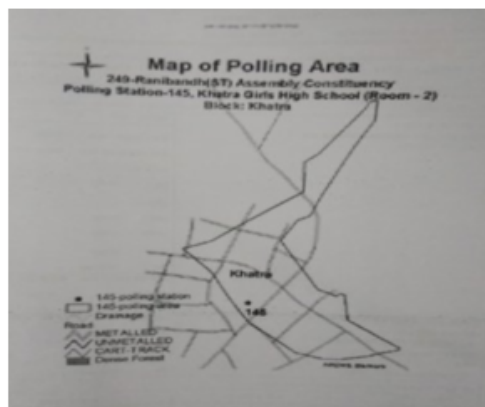 Map of Polling Area
249-Ranibandh(ST) Assembly Constituency
Polling Station-145, Khatra Girls High School (Room - 2)
Block: Khatra
Khatra
145
145-polling station
145-polling area
Drainage
Road
METALLED
UNMETALLED
CART-TRACK
Dense Forest